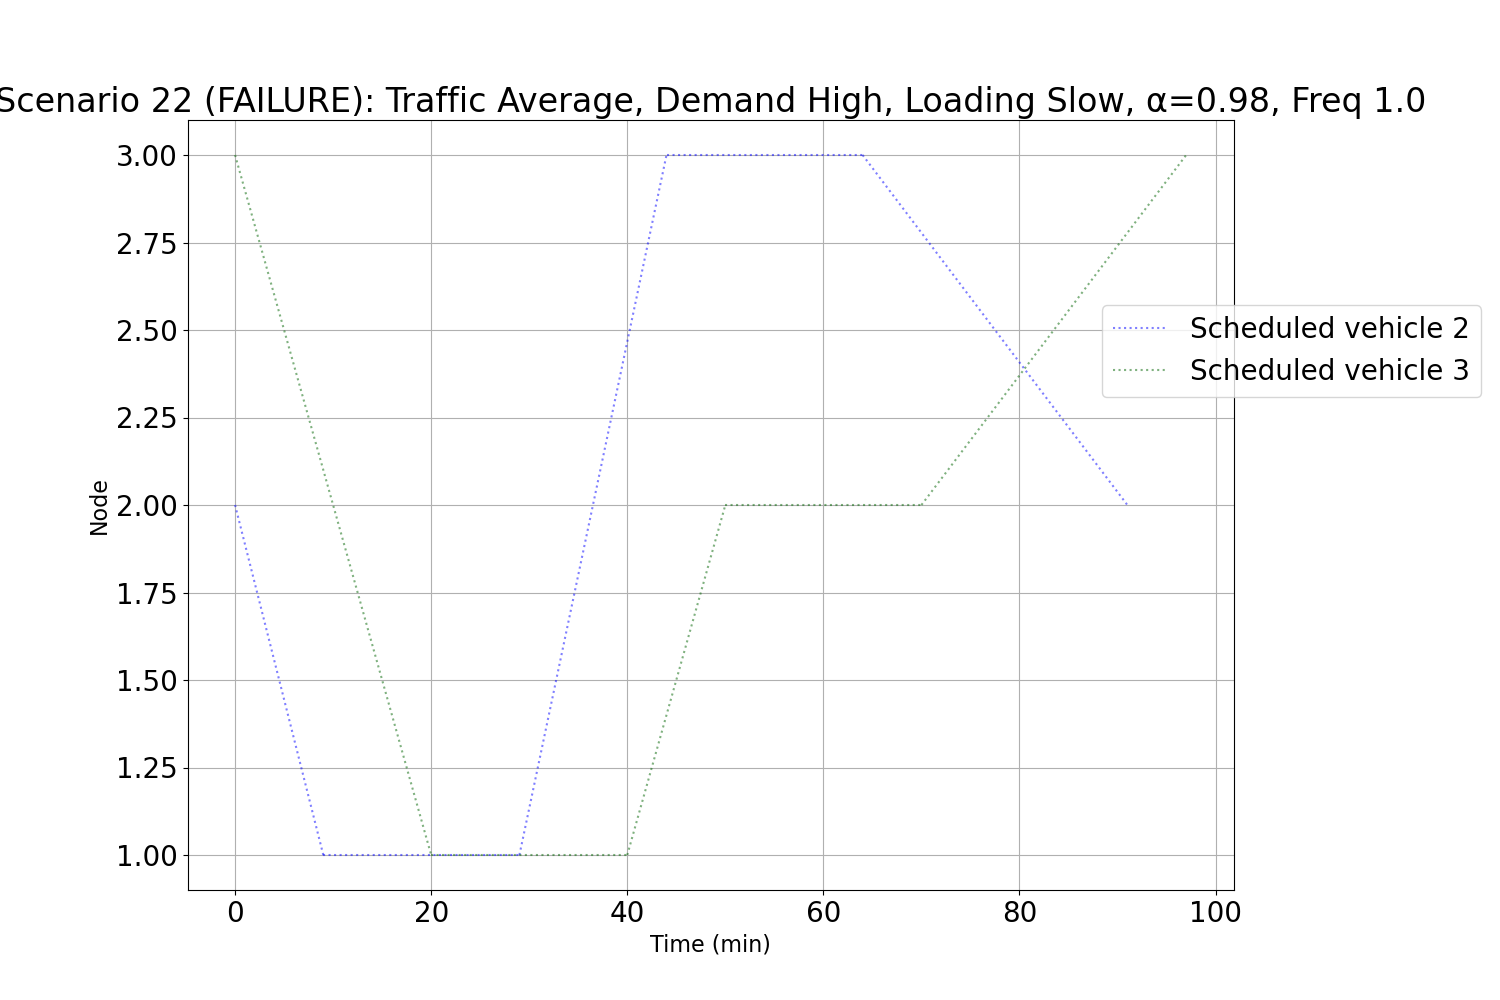 Scenario 22 (FAILURE): Traffic Average, Demand High, Loading Slow, α=0.98, Freq 1.0
3.00
2.75
2.50
2.25
2.00
1.75
1.50
1.25
1.00
Node
Scheduled vehicle 2
Scheduled vehicle 3
0 20 40 60 80 100
Time (min)